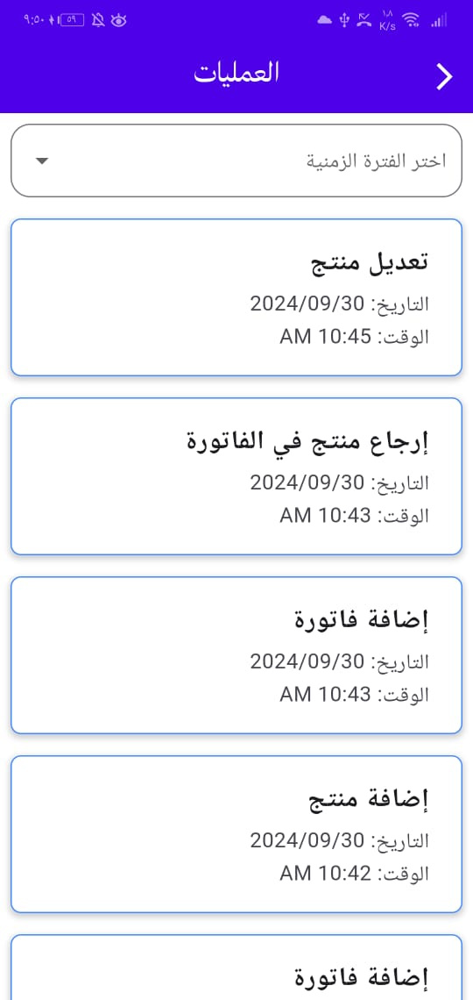 ٩:٥٠
٥٩
١٫٨
K/s
العمليات
اختر الفترة الزمنية
تعديل منتج
التاريخ: 2024/09/30
الوقت: 10:45 AM
إرجاع منتج في الفاتورة
التاريخ: 2024/09/30
الوقت: 10:43 AM
إضافة فاتورة
التاريخ: 2024/09/30
الوقت: 10:43 AM
إضافة منتج
التاريخ: 2024/09/30
الوقت: 10:42 AM
إضافة فاتورة